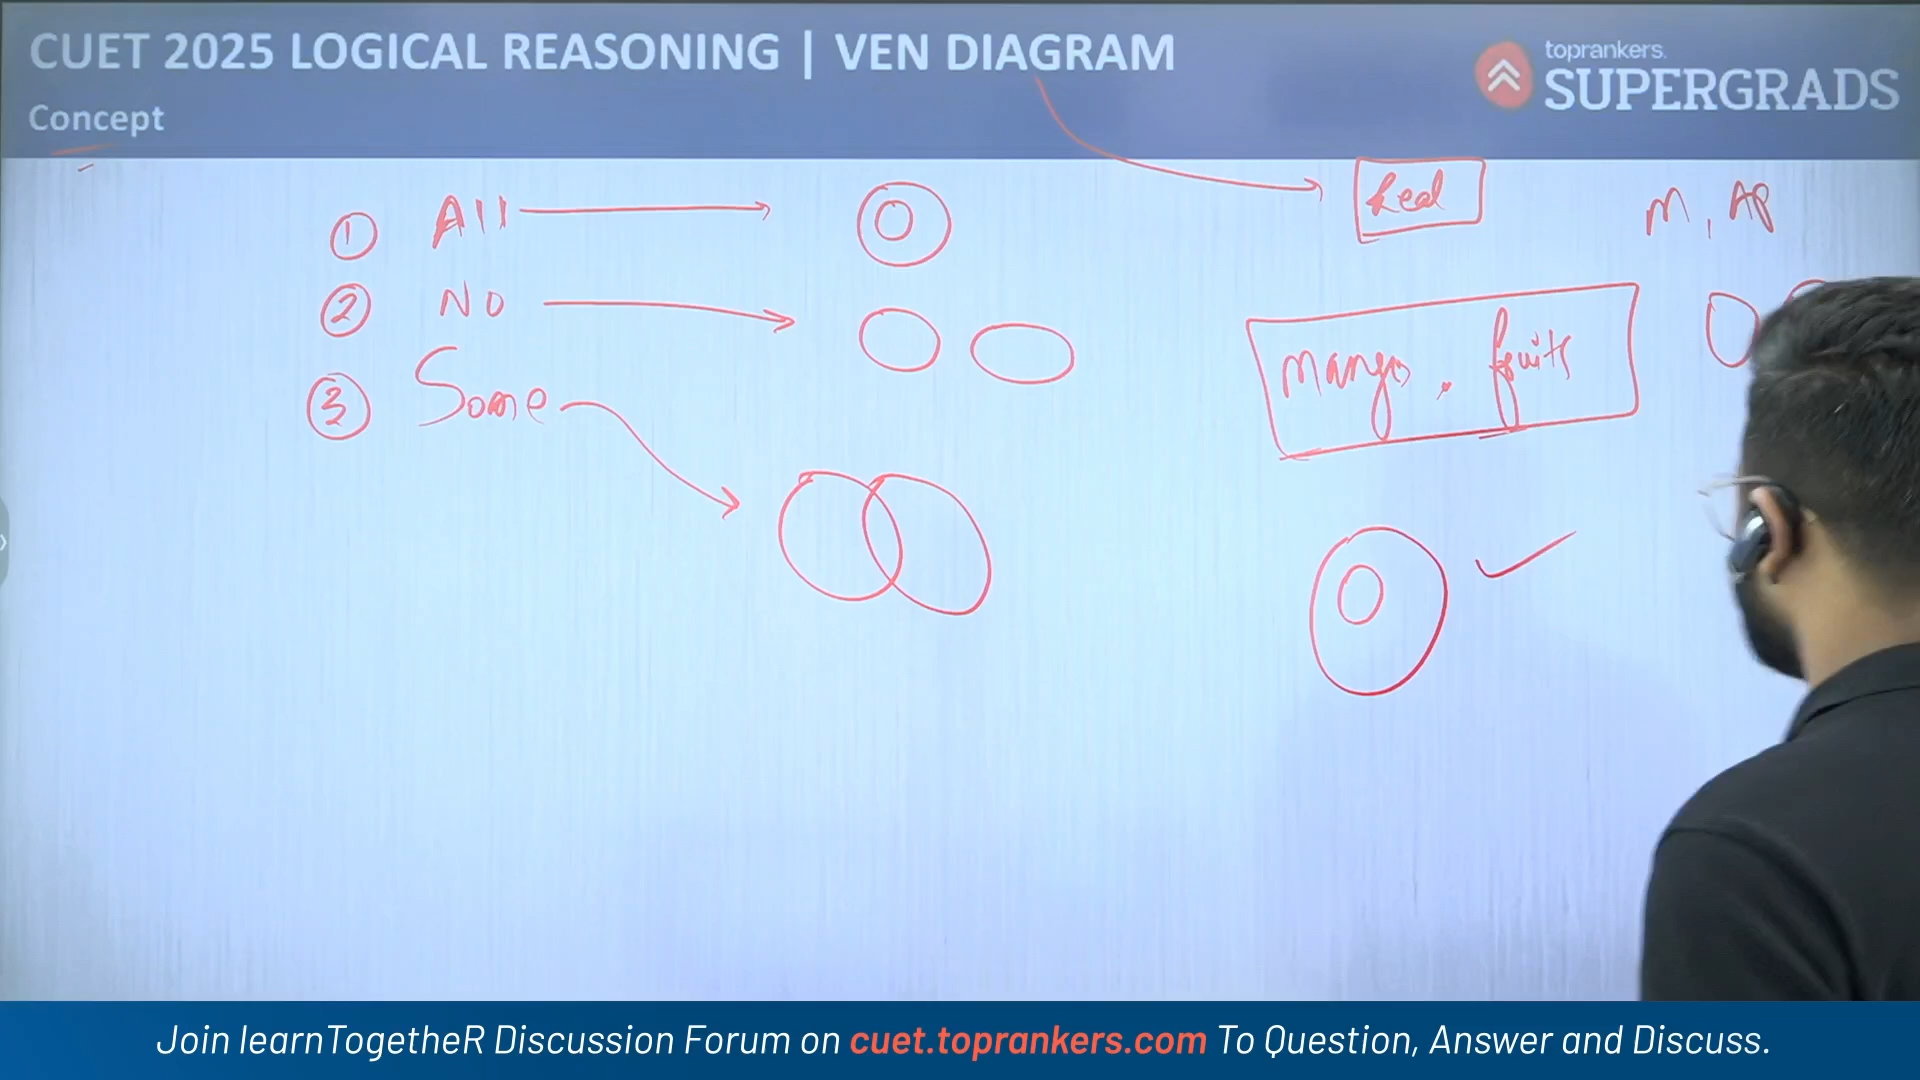 CUET 2025 LOGICAL REASONING | VEN DIAGRAM
Concept
toprankers.
SUPERGRADS
① All
② No
③ Some
M, AP
Mango, fruits
Join learnTogetheR Discussion Forum on cuet.toprankers.com To Question, Answer and Discuss.